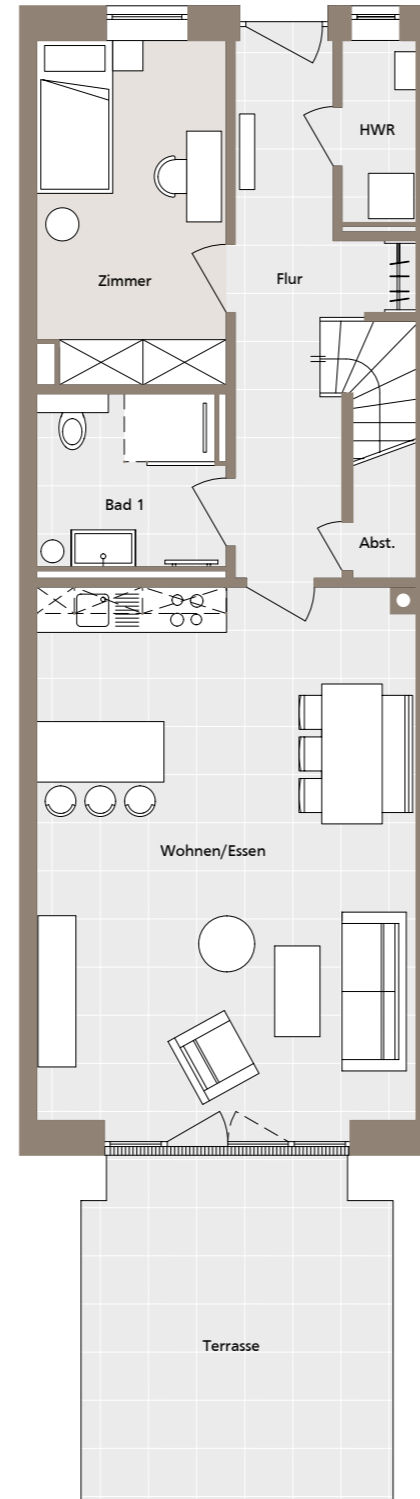 HWR
Zimmer
Flur
Bad 1
Abst.
Wohnen/Essen
Terrasse